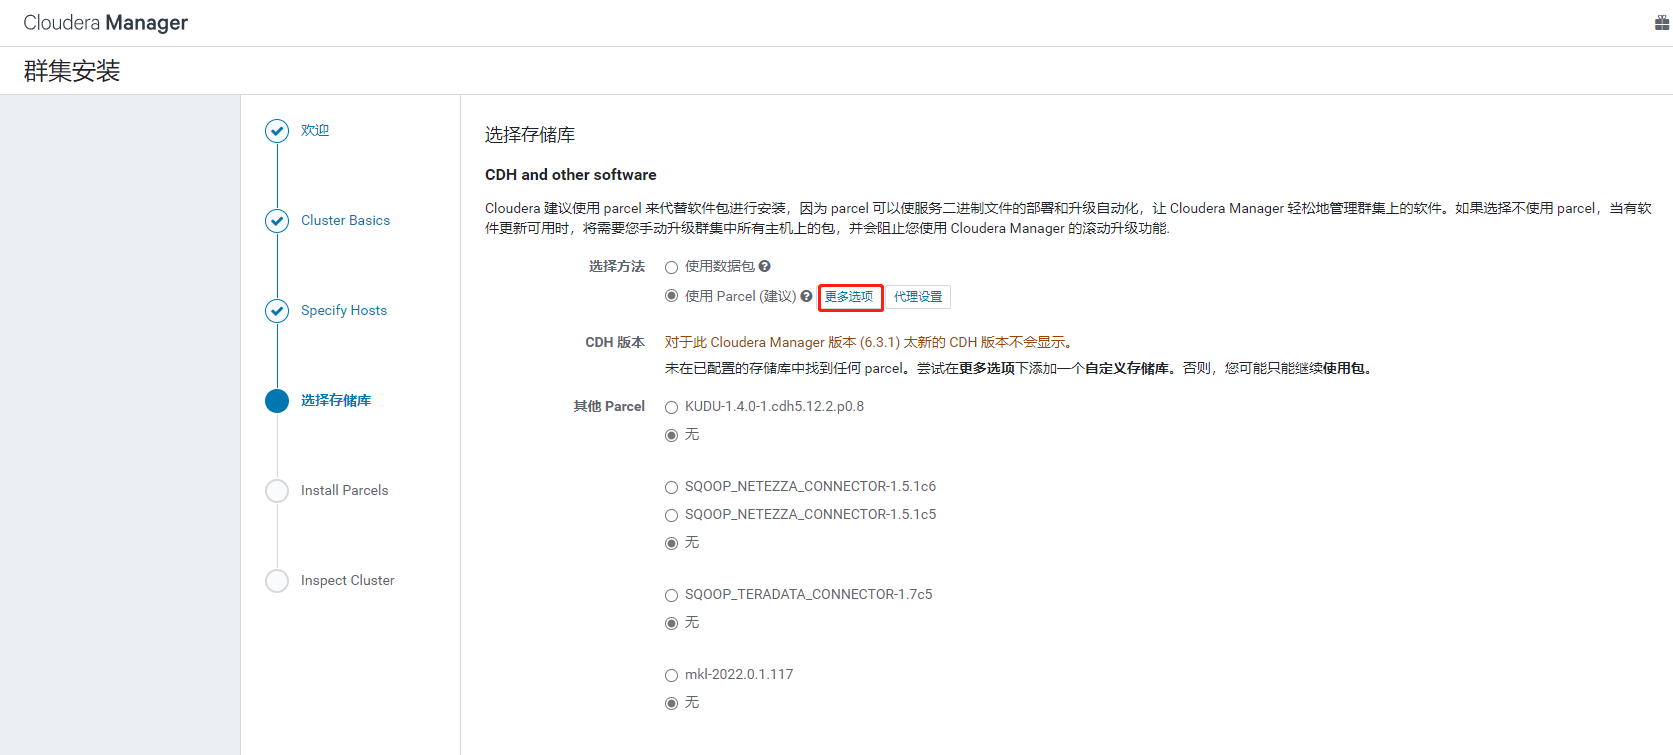 Cloudera Manager
群集安装
欢迎
Cluster Basics
Specify Hosts
选择存储库
Install Parcels
Inspect Cluster
选择存储库
CDH and other software
Cloudera 建议使用 parcel 来代替软件包进行安装，因为 parcel 可以使服务二进制文件的部署和升级自动化，让 Cloudera Manager 轻松地管理群集上的软件。如果选择不使用 parcel，当有软
件更新可用时，将需要您手动升级群集中所有主机上的包，并会阻止您使用 Cloudera Manager 的滚动升级功能.
选择方法 使用数据包
使用 Parcel (建议) 更多选项 代理设置
CDH 版本 对于此 Cloudera Manager 版本 (6.3.1) 太新的 CDH 版本不会显示。
未在已配置的存储库中找到任何 parcel。尝试在更多选项下添加一个自定义存储库。否则，您可能只能继续使用包。
其他 Parcel KUDU-1.4.0-1.cdh5.12.2.p0.8
无
SQOOP_NETEZZA_CONNECTOR-1.5.1c6
SQOOP_NETEZZA_CONNECTOR-1.5.1c5
无
SQOOP_TERADATA_CONNECTOR-1.7c5
无
mkl-2022.0.1.117
无